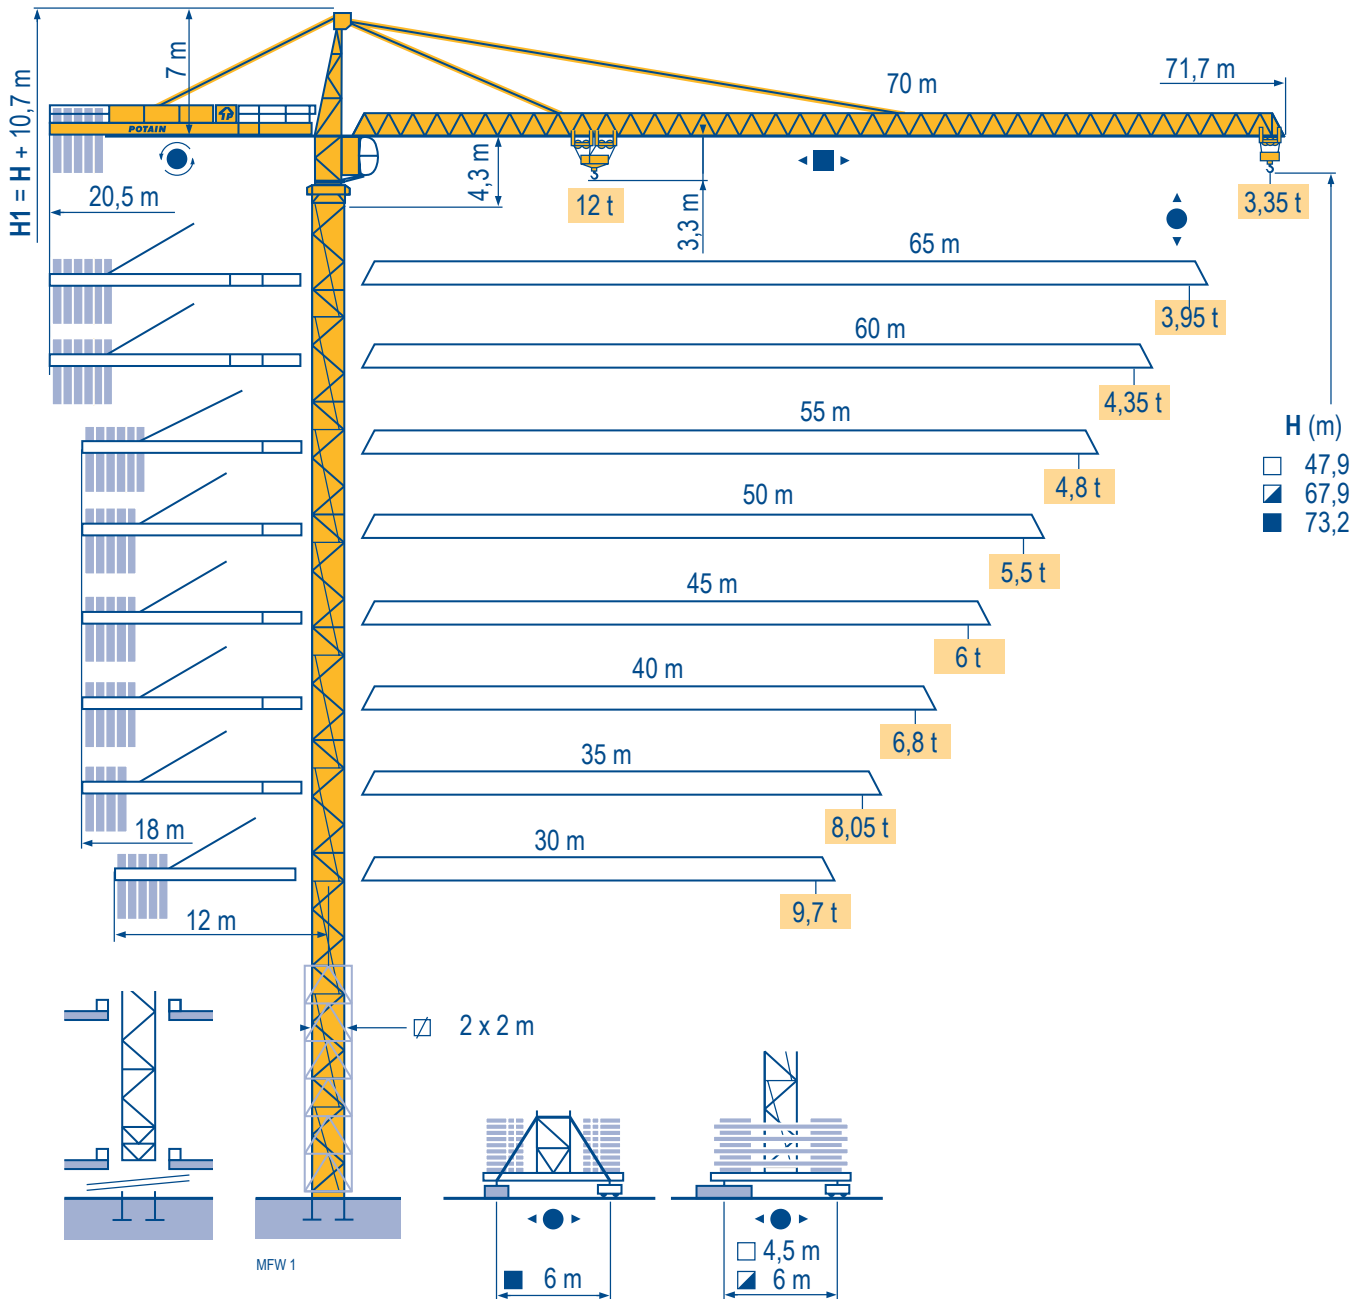 H1 = H + 10,7 m
7 m
70 m
71,7 m
POTAIN
4,3 m
3,3 m
12 t
3,35 t
20,5 m
65 m
3,95 t
60 m
4,35 t
55 m
4,8 t
H (m)
47,9
67,9
73,2
50 m
5,5 t
45 m
6 t
40 m
6,8 t
35 m
8,05 t
18 m
30 m
9,7 t
12 m
2 x 2 m
MFW 1
6 m
4,5 m
6 m